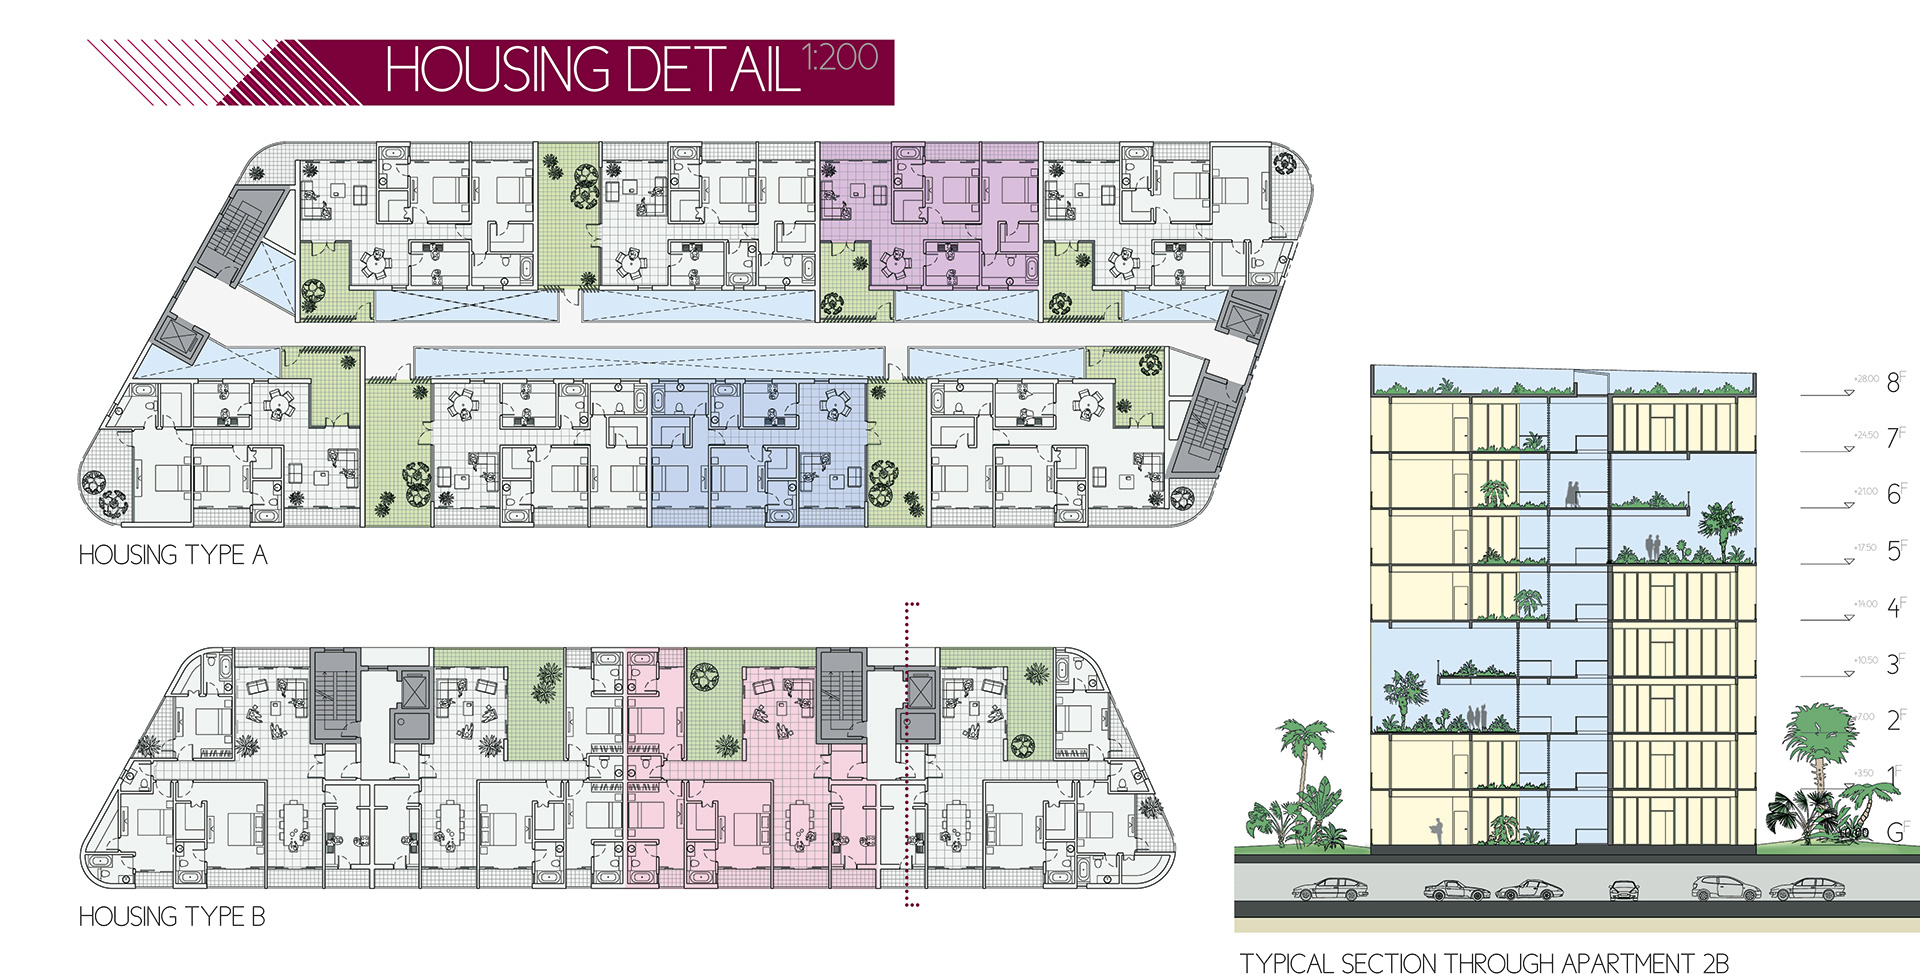 HOUSING DETAIL 1:200
HOUSING TYPE A
HOUSING TYPE B
+28.00 8F
+24.50 7F
+21.00 6F
+17.50 5F
+14.00 4F
+10.50 3F
+7.00 2F
+3.50 1F
GF
TYPICAL SECTION THROUGH APARTMENT 2B